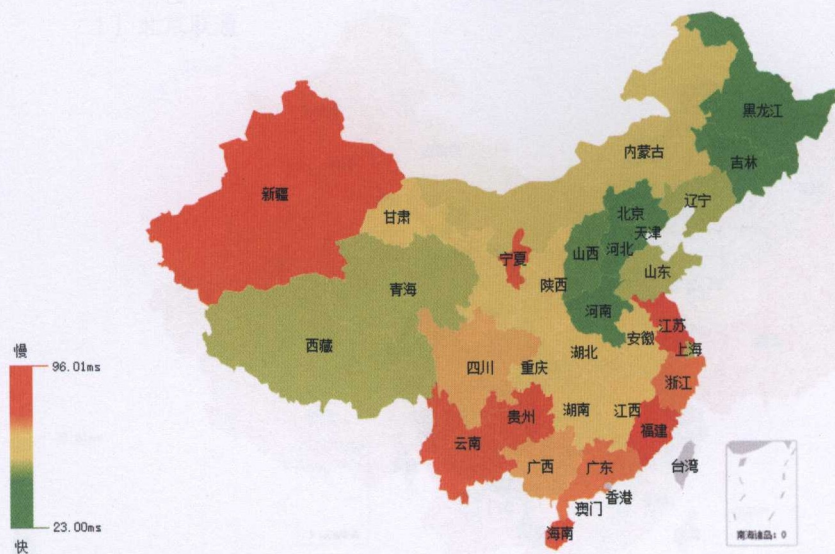 黑龙江
内蒙古
吉林
新疆
辽宁
甘肃
北京
天津
山西
河北
宁夏
山东
青海
陕西
河南
江苏
西藏
安徽
上海
湖北
四川
重庆
浙江
贵州
湖南
江西
云南
福建
广西
广东
台湾
香港
澳门
海南
南海诸岛: 0
慢
96.01ms
23.00ms
快